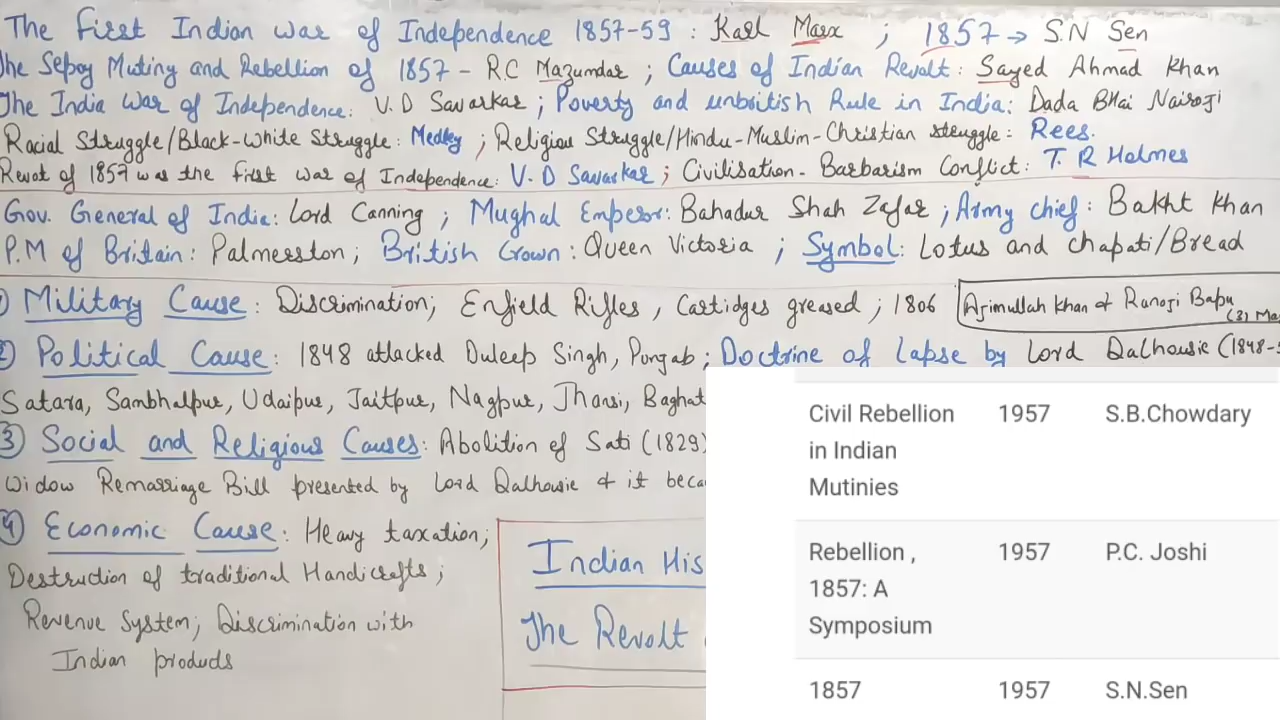 The First Indian War of Independence 1857-59 : Karl Marx ; 1857 → S.N Sen
The Sepoy Mutiny and Rebellion of 1857 - R.C Mazumdar ; Causes of Indian Revolt : Sayed Ahmad Khan
The India War of Independence : V.D Savarkar ; Poverty and unbritish Rule in India : Dada Bhai Nairoji
Racial Struggle/Black-White Struggle : Medley ; Religious Struggle/Hindu-Muslim-Christian struggle : Rees.
Revot of 1857 was the first war of Independence : V.D Savarkar ; Civilisation - Barbarism Conflict : T. R Holmes
Gov. General of India : Lord Canning ; Mughal Emperor : Bahadur Shah Zafar ; Army chief : Bakht Khan
P.M of Britain : Palmerston ; British Crown : Queen Victoria ; Symbol : Lotus and chapati/Bread
Military Cause : Discrimination; Enfield Rifles, Cartidges greased ; 1806 Ajimullah Khan & Ranoji Bapu
2) Political Cause : 1848 attacked Duleep Singh, Punjab ; Doctrine of lapse by Lord Dalhousie (1848-
Satara, Sambhalpur, Udaipur, Jaitpur, Nagpur, Jhansi, Baghat
3 Social and Religious Causes : Abolition of Sati (1829)
Widow Remarriage Bill presented by Lord Dalhousie & it beca
4 Economic Cause : Heavy taxation;
Destruction of traditional Handicrafts ;
Revenue System; Discrimination with
Indian products
Indian His
The Revolt
Civil Rebellion 1957 S.B.Chowdary
in Indian
Mutinies
Rebellion , 1957 P.C. Joshi
1857: A
Symposium
1857 1957 S.N.Sen